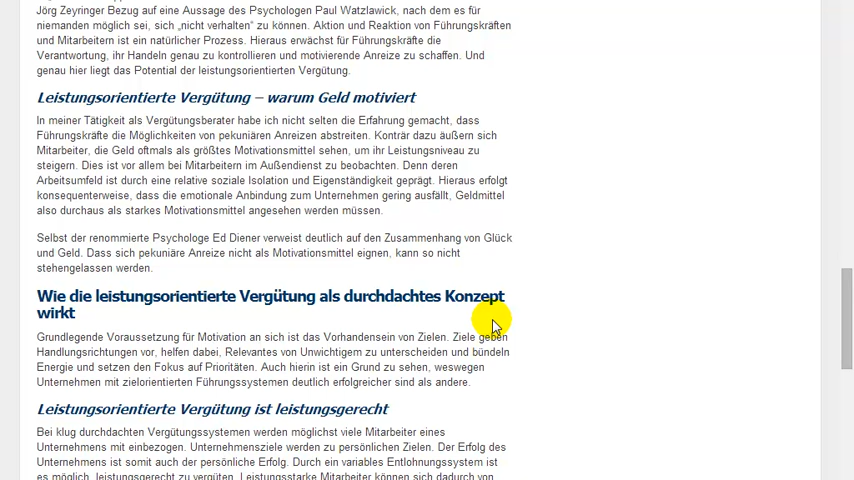 Jörg Zeyringer Bezug auf eine Aussage des Psychologen Paul Watzlawick, nach dem es für
niemanden möglich sei, sich „nicht verhalten“ zu können. Aktion und Reaktion von Führungskräften
und Mitarbeitern ist ein natürlicher Prozess. Hieraus erwächst für Führungskräfte die
Verantwortung, ihr Handeln genau zu kontrollieren und motivierende Anreize zu schaffen. Und
genau hier liegt das Potential der leistungsorientierten Vergütung.
Leistungsorientierte Vergütung – warum Geld motiviert
In meiner Tätigkeit als Vergütungsberater habe ich nicht selten die Erfahrung gemacht, dass
Führungskräfte die Möglichkeiten von pekuniären Anreizen abstreiten. Konträr dazu äußern sich
Mitarbeiter, die Geld oftmals als größtes Motivationsmittel sehen, um ihr Leistungsniveau zu
steigern. Dies ist vor allem bei Mitarbeitern im Außendienst zu beobachten. Denn deren
Arbeitsumfeld ist durch eine relative soziale Isolation und Eigenständigkeit geprägt. Hieraus erfolgt
konsequenterweise, dass die emotionale Anbindung zum Unternehmen gering ausfällt, Geldmittel
also durchaus als starkes Motivationsmittel angesehen werden müssen.
Selbst der renommierte Psychologe Ed Diener verweist deutlich auf den Zusammenhang von Glück
und Geld. Dass sich pekuniäre Anreize nicht als Motivationsmittel eignen, kann so nicht
stehengelassen werden.
Wie die leistungsorientierte Vergütung als durchdachtes Konzept
wirkt
Grundlegende Voraussetzung für Motivation an sich ist das Vorhandensein von Zielen. Ziele geben
Handlungsrichtungen vor, helfen dabei, Relevantes von Unwichtigem zu unterscheiden und bündeln
Energie und setzen den Fokus auf Prioritäten. Auch hierin ist ein Grund zu sehen, weswegen
Unternehmen mit zielorientierten Führungssystemen deutlich erfolgreicher sind als andere.
Leistungsorientierte Vergütung ist leistungsgerecht
Bei klug durchdachten Vergütungssystemen werden möglichst viele Mitarbeiter eines
Unternehmens mit einbezogen. Unternehmensziele werden zu persönlichen Zielen. Der Erfolg des
Unternehmens ist somit auch der persönliche Erfolg. Durch ein variables Entlohnungssystem ist
es möglich, leistungsgerecht zu vergüten. Leistungsstarke Mitarbeiter können sich dadurch von